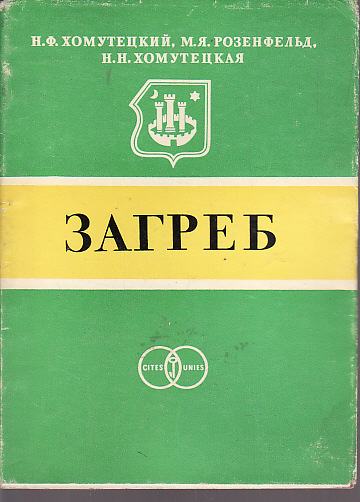 Н.Ф. ХОМУТЕЦКИЙ, М.Я. РОЗЕНФЕЛЬД,
Н.Н. ХОМУТЕЦКАЯ
ЗАГРЕБ
CITES UNIES